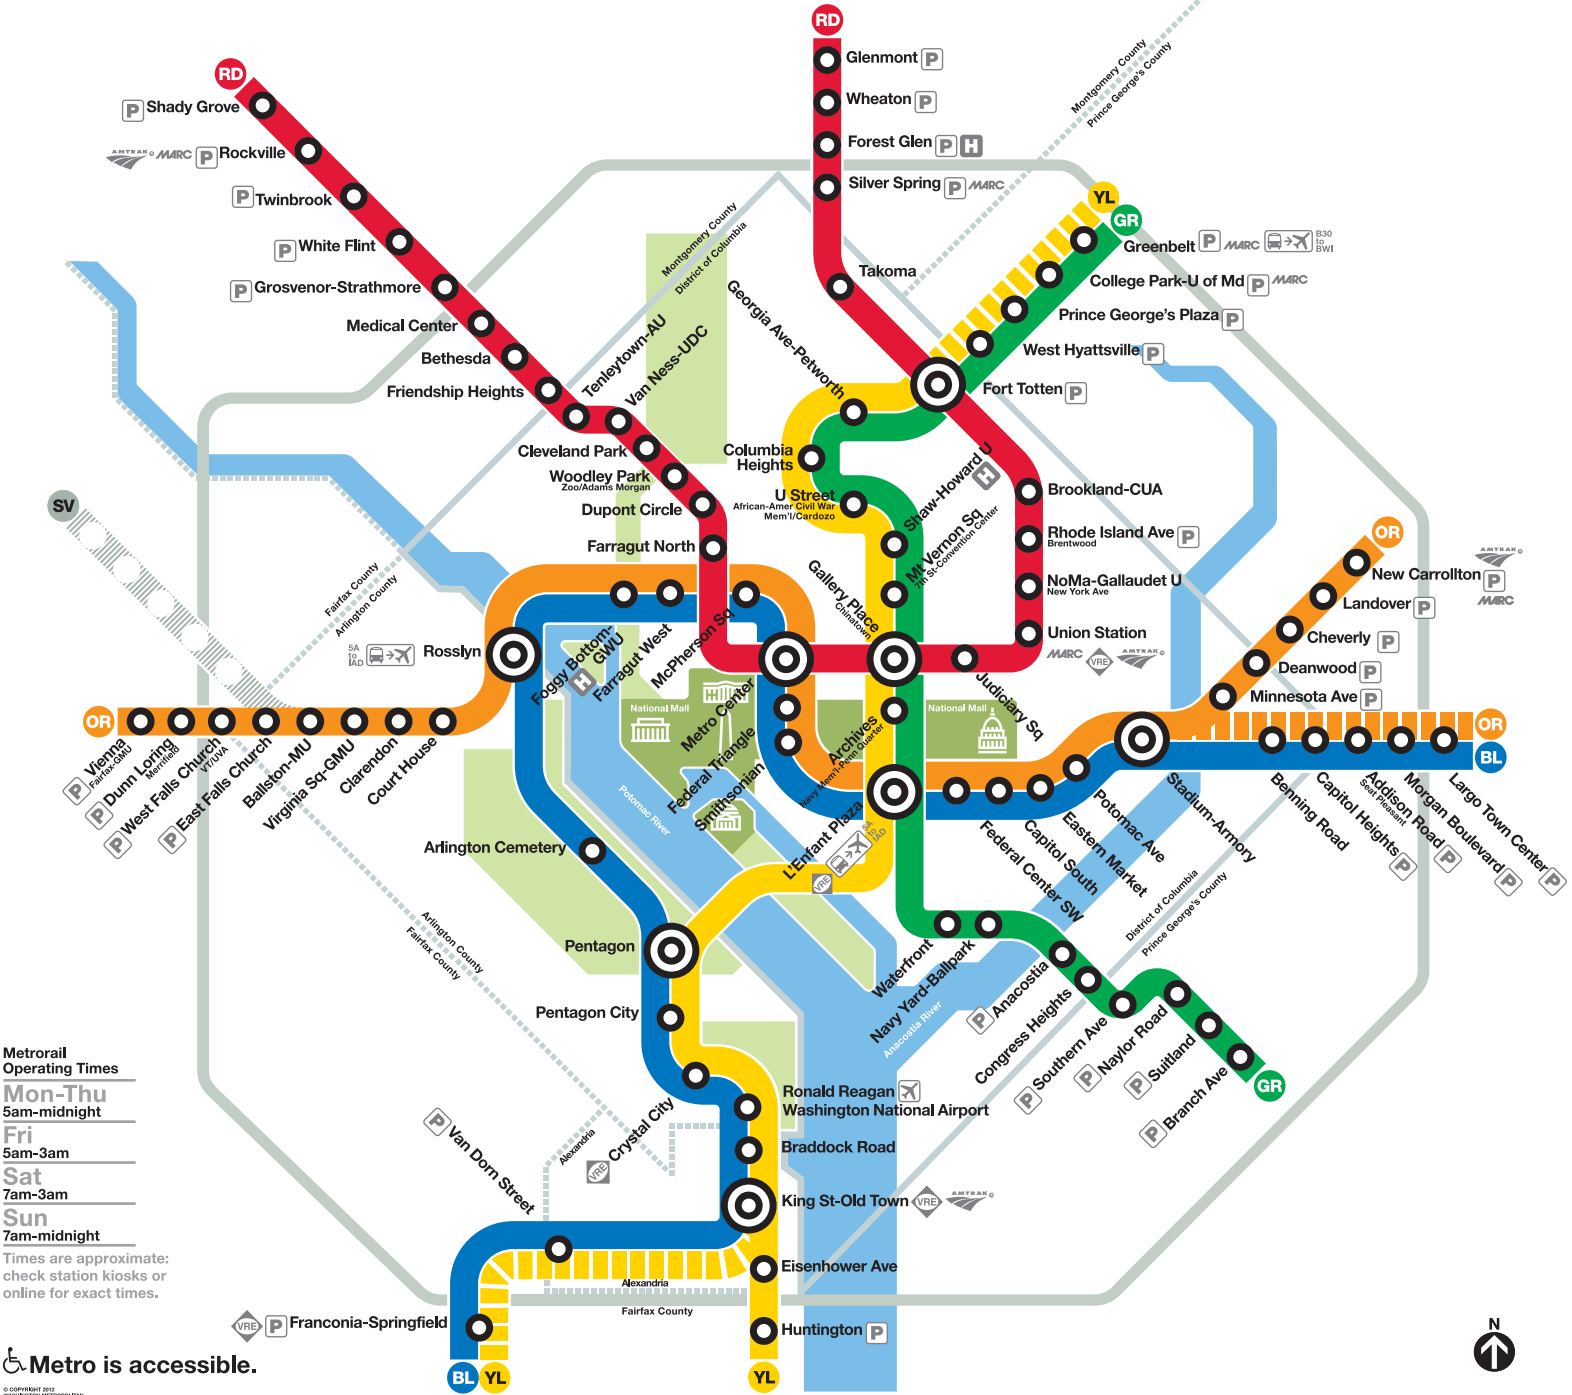 RD
Glenmont P
Wheaton P
Forest Glen P H
Silver Spring P MARC
Takoma
RD
P Shady Grove
AMTRAK MARC P Rockville
P Twinbrook
P White Flint
P Grosvenor-Strathmore
Medical Center
Bethesda
Friendship Heights
Tenleytown-AU
Van Ness-UDC
Cleveland Park
Woodley Park
Zoo/Adams Morgan
Dupont Circle
Farragut North
Montgomery County
Prince George's County
Montgomery County
District of Columbia
YL
GR
Greenbelt P MARC B30
to
BWI
College Park-U of Md P MARC
Prince George's Plaza P
West Hyattsville P
Fort Totten P
Georgia Ave-Petworth
Columbia
Heights
U Street
African-Amer Civil War
Mem'l/Cardozo
Shaw-Howard U
H
Mt Vernon Sq
7th St-Convention Center
Gallery Place
Chinatown
Brookland-CUA
Rhode Island Ave P
Brentwood
NoMa-Gallaudet U
New York Ave
Union Station
MARC VRE AMTRAK
Judiciary Sq
SV
Fairfax County
Arlington County
5A
to
IAD
Rosslyn
Foggy Bottom-
GWU
H
Farragut West
McPherson Sq
Metro Center
Federal Triangle
Smithsonian
National Mall
National Mall
Archives
Navy Mem'l-Penn Quarter
L'Enfant Plaza
VRE
5A
to
IAD
OR
Vienna
Fairfax-GMU
P
Dunn Loring
Merrifield
P
West Falls Church
VT/UVA
P
East Falls Church
P
Ballston-MU
Virginia Sq-GMU
Clarendon
Court House
OR
New Carrollton
AMTRAK
P
MARC
Landover P
Cheverly P
Deanwood P
Minnesota Ave P
OR
BL
Federal Center SW
Capitol South
Eastern Market
Potomac Ave
Stadium-Armory
Benning Road
Capitol Heights P
Addison Road P
Seat Pleasant
Morgan Boulevard P
Largo Town Center P
District of Columbia
Prince George's County
Potomac River
Arlington Cemetery
Arlington County
Fairfax County
Pentagon
Pentagon City
Crystal City
VRE
Ronald Reagan
Washington National Airport
Braddock Road
King St-Old Town VRE AMTRAK
Eisenhower Ave
Huntington P
YL
P Van Dorn Street
Alexandria
Alexandria
Fairfax County
VRE P Franconia-Springfield
BL YL
Waterfront
Navy Yard-Ballpark
Anacostia River
P Anacostia
Congress Heights
P Southern Ave
P Naylor Road
P Suitland
P Branch Ave
GR
Metrorail
Operating Times
Mon-Thu
5am-midnight
Fri
5am-3am
Sat
7am-3am
Sun
7am-midnight
Times are approximate:
check station kiosks or
online for exact times.
Metro is accessible.
© COPYRIGHT 2012
N